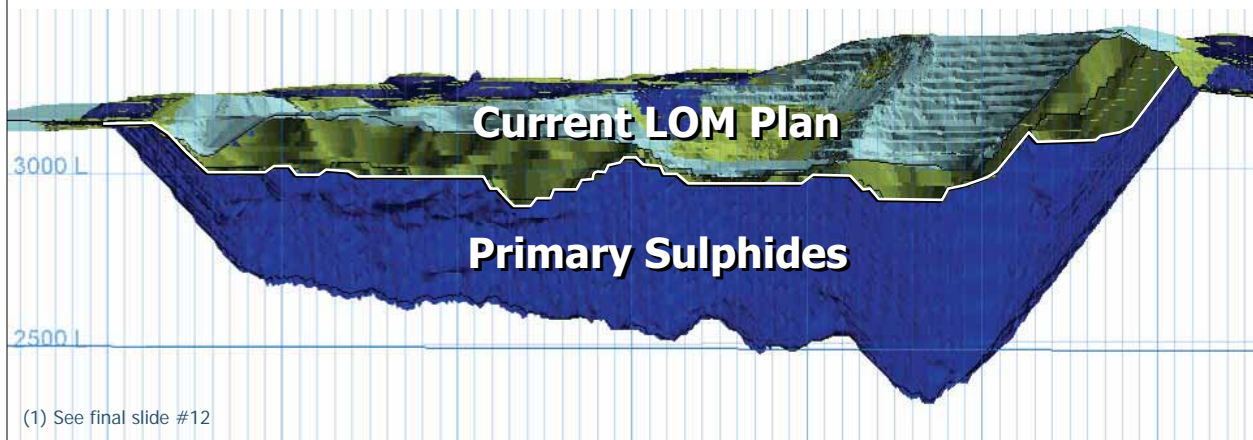 Current LOM Plan
3000 L
Primary Sulphides
2500 L
(1) See final slide #12